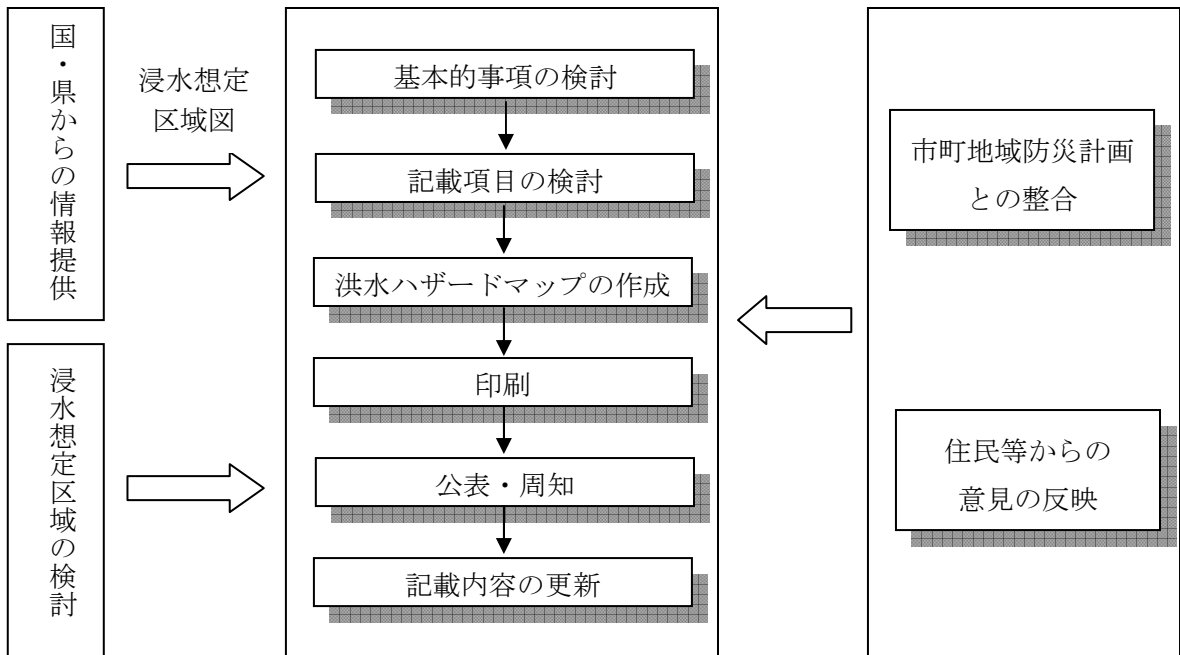 国・県からの情報提供
浸水想定
区域図
浸水想定区域の検討
基本的事項の検討
記載項目の検討
洪水ハザードマップの作成
印刷
公表・周知
記載内容の更新
市町地域防災計画
との整合
住民等からの
意見の反映